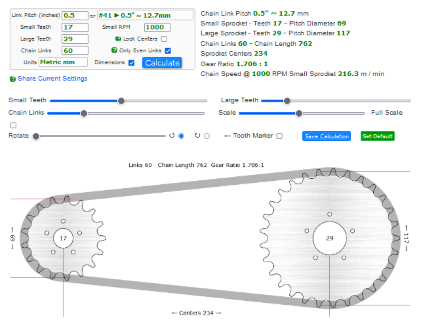 Link Pitch (inches) 0.5 or #41 ► 0.5" ~ 12.7mm
Small Teeth 17 Small RPM 1000
Large Teeth 29 Lock Centers
Chain Links 60 Only Even Links
Units Metric mm Dimensions Calculate
Share Current Settings
Chain Link Pitch 0.5" ~ 12.7 mm
Small Sprocket - Teeth 17 - Pitch Diameter 69
Large Sprocket - Teeth 29 - Pitch Diameter 117
Chain Links 60 - Chain Length 762
Sprocket Centers 234
Gear Ratio 1.706 : 1
Chain Speed @ 1000 RPM Small Sprocket 216.3 m / min
Small Teeth Large Teeth
Chain Links Scale Full Scale
Rotate ↺ ↻ ← Tooth Marker Save Calculation Set Default
Links 60 Chain Length 762 Gear Ratio 1.706:1
← 69 →
17
29
← 117 →
← Centers 234 →